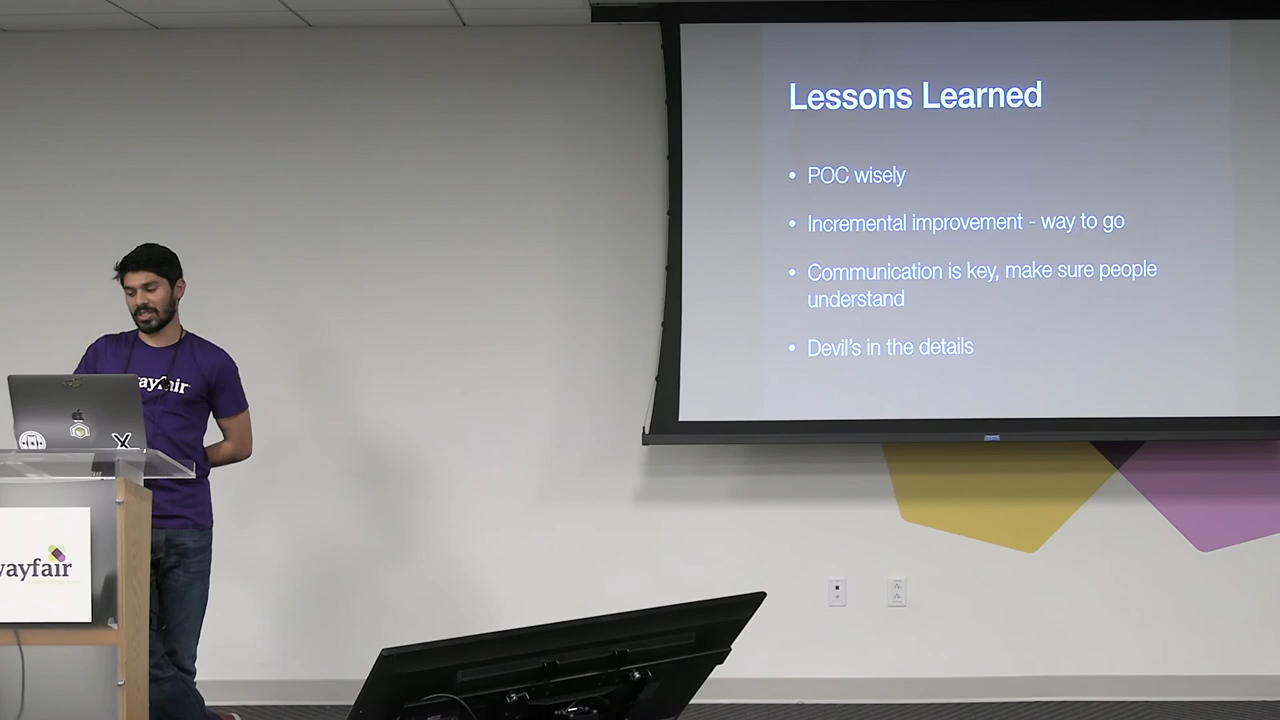 Lessons Learned
• POC wisely
• Incremental improvement - way to go
• Communication is key, make sure people
understand
• Devil's in the details
wayfair
wayfair